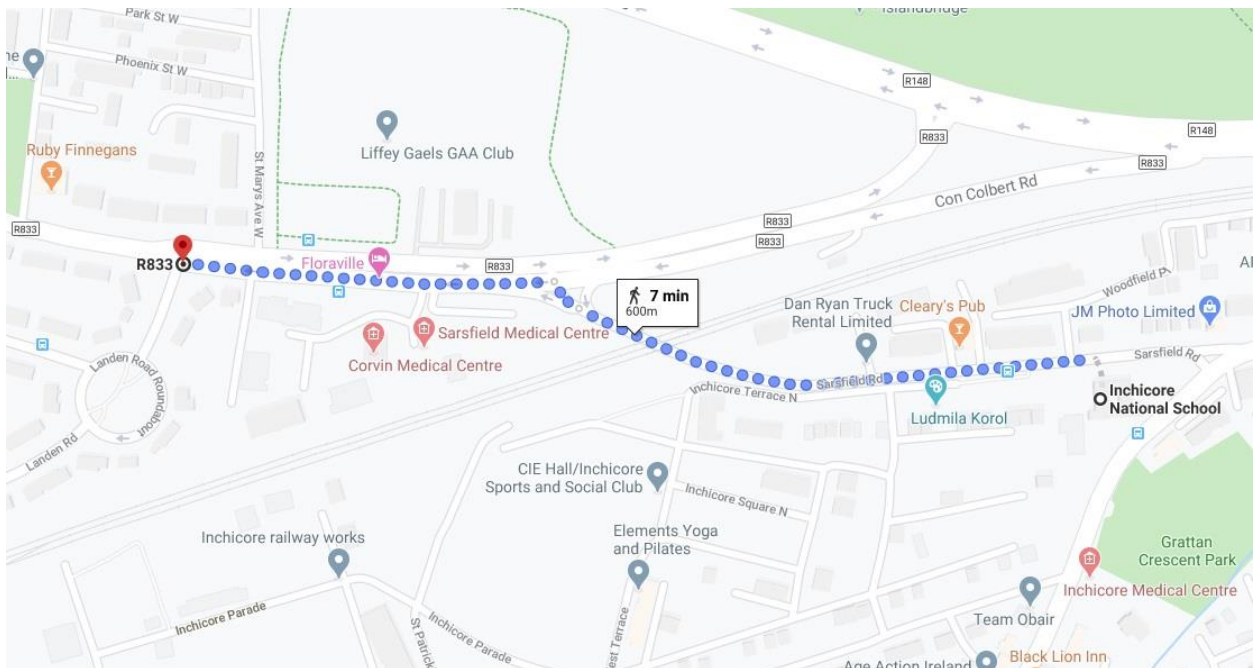 Islandbridge
Park St W
Phoenix St W
R148
R148
R833
R833
Liffey Gaels GAA Club
Ruby Finnegans
St Marys Ave W
Con Colbert Rd
R833
R833
R833
R833
R833
Floraville
7 min
600m
Dan Ryan Truck
Rental Limited
Cleary's Pub
Woodfield Pl
JM Photo Limited
Sarsfield Medical Centre
Corvin Medical Centre
Sarsfield Rd
Sarsfield Rd
Landen Road Roundabout
Inchicore Terrace N
Inchicore
National School
Ludmila Korol
Landen Rd
CIE Hall/Inchicore
Sports and Social Club
Inchicore Square N
Inchicore railway works
Elements Yoga
and Pilates
Grattan
Crescent Park
Inchicore Medical Centre
Inchicore Parade
Inchicore Parade
St Patrick
Team Obair
Black Lion Inn
Age Action Ireland